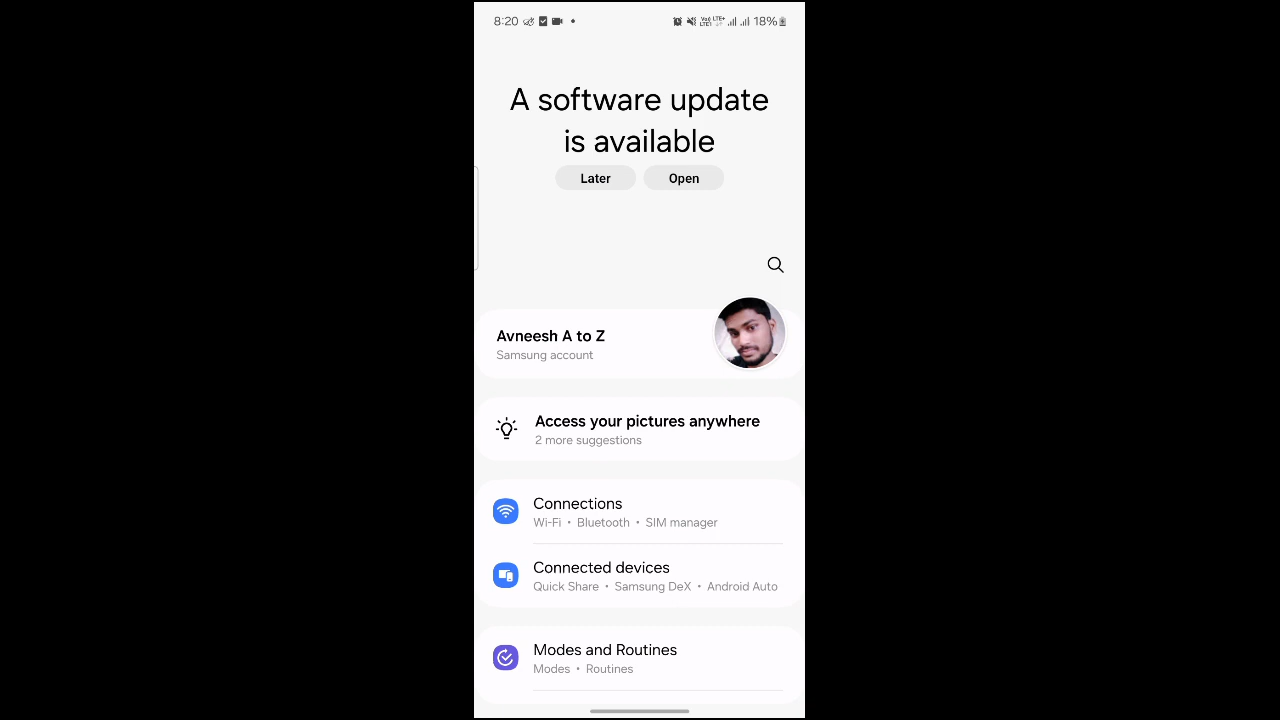 8:20 18%
A software update
is available
Later Open
Avneesh A to Z
Samsung account
Access your pictures anywhere
2 more suggestions
Connections
Wi-Fi • Bluetooth • SIM manager
Connected devices
Quick Share • Samsung DeX • Android Auto
Modes and Routines
Modes • Routines